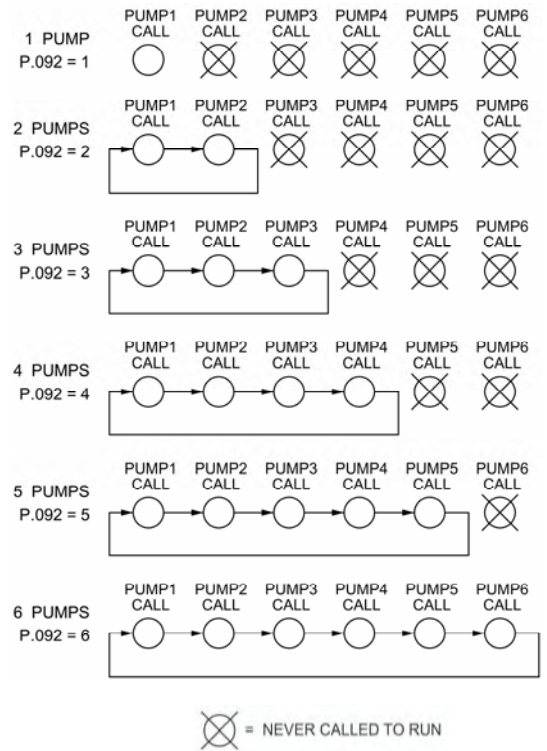 PUMP1 PUMP2 PUMP3 PUMP4 PUMP5 PUMP6
1 PUMP CALL CALL CALL CALL CALL CALL
P.092 = 1
PUMP1 PUMP2 PUMP3 PUMP4 PUMP5 PUMP6
2 PUMPS CALL CALL CALL CALL CALL CALL
P.092 = 2
PUMP1 PUMP2 PUMP3 PUMP4 PUMP5 PUMP6
3 PUMPS CALL CALL CALL CALL CALL CALL
P.092 = 3
PUMP1 PUMP2 PUMP3 PUMP4 PUMP5 PUMP6
4 PUMPS CALL CALL CALL CALL CALL CALL
P.092 = 4
PUMP1 PUMP2 PUMP3 PUMP4 PUMP5 PUMP6
5 PUMPS CALL CALL CALL CALL CALL CALL
P.092 = 5
PUMP1 PUMP2 PUMP3 PUMP4 PUMP5 PUMP6
6 PUMPS CALL CALL CALL CALL CALL CALL
P.092 = 6
= NEVER CALLED TO RUN